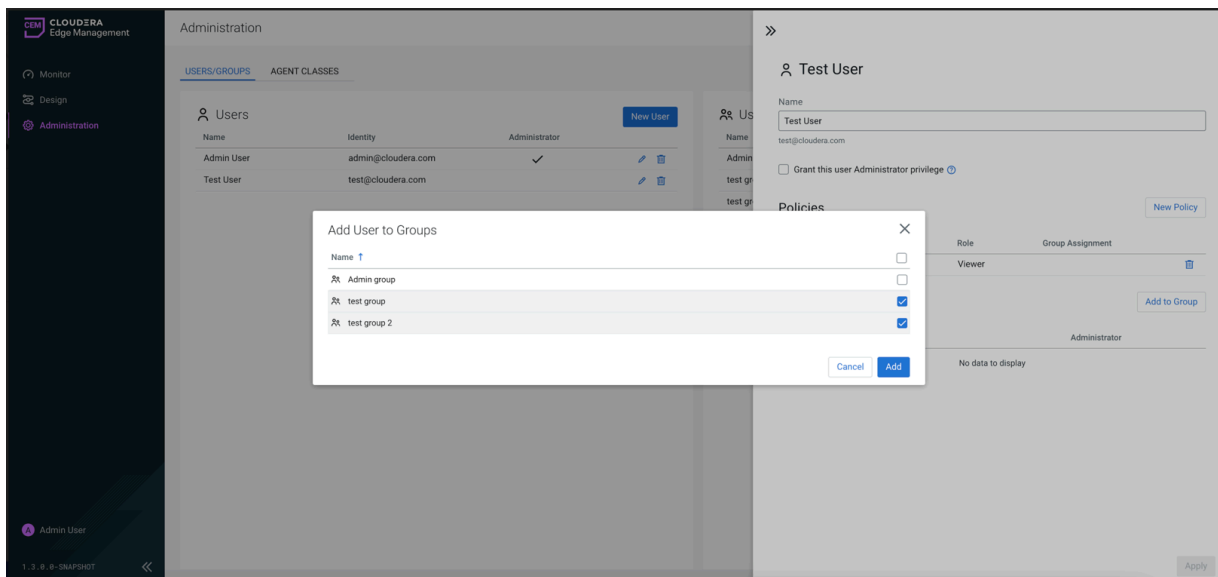 CEM CLOUDERA
Edge Management
Monitor
Design
Administration
Admin User
1.3.0.0-SNAPSHOT
Administration
USERS/GROUPS AGENT CLASSES
Users New User
Name Identity Administrator
Admin User admin@cloudera.com
Test User test@cloudera.com
Us
Name
Admin
test gr
test gr
Add User to Groups
Name
Admin group
test group
test group 2
Cancel Add
Test User
Name
Test User
test@cloudera.com
Grant this user Administrator privilege
Policies New Policy
Role Group Assignment
Viewer
Add to Group
Administrator
No data to display
Apply